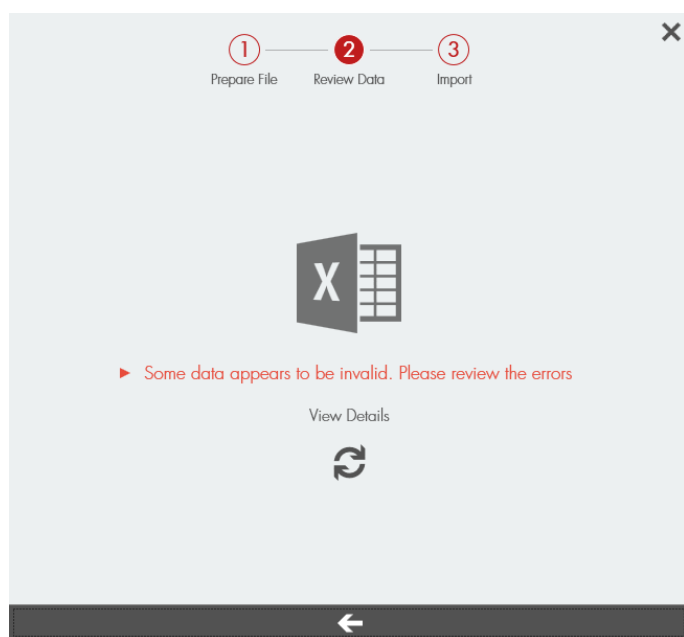 1 2 3
Prepare File Review Data Import
X
Some data appears to be invalid. Please review the errors
View Details